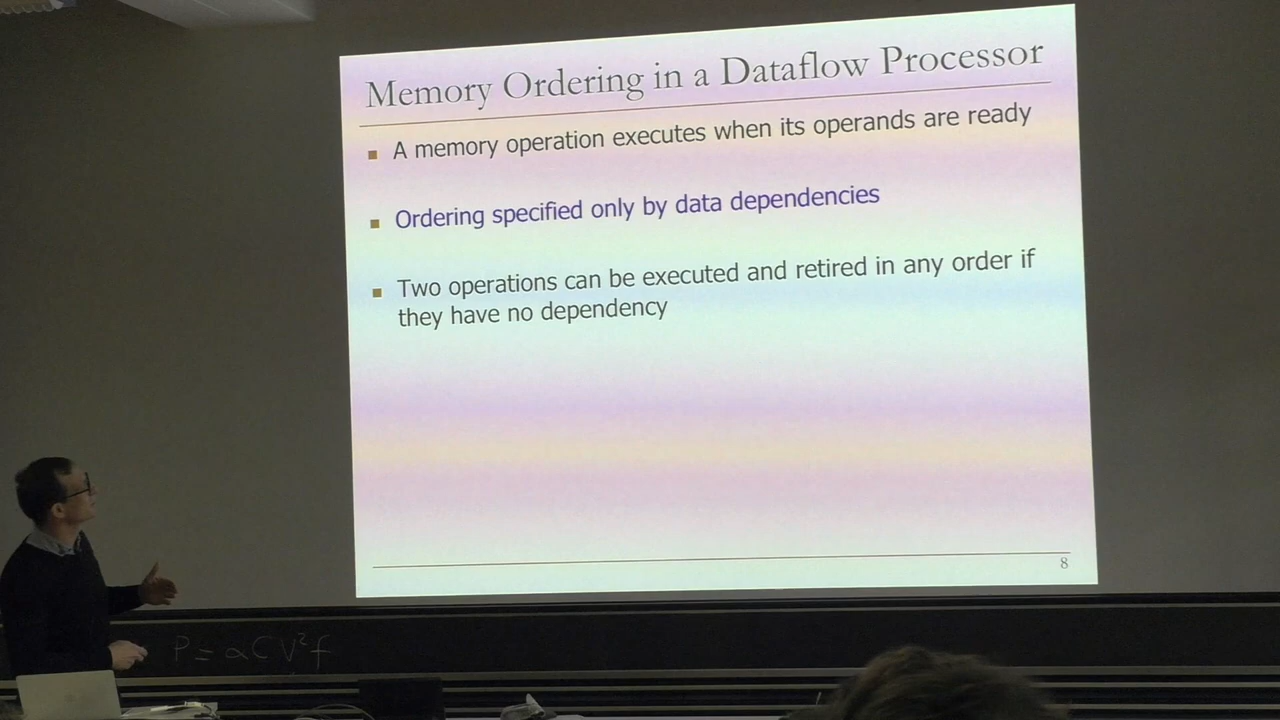 Memory Ordering in a Dataflow Processor
A memory operation executes when its operands are ready
Ordering specified only by data dependencies
Two operations can be executed and retired in any order if
they have no dependency
8
P = αCV²f